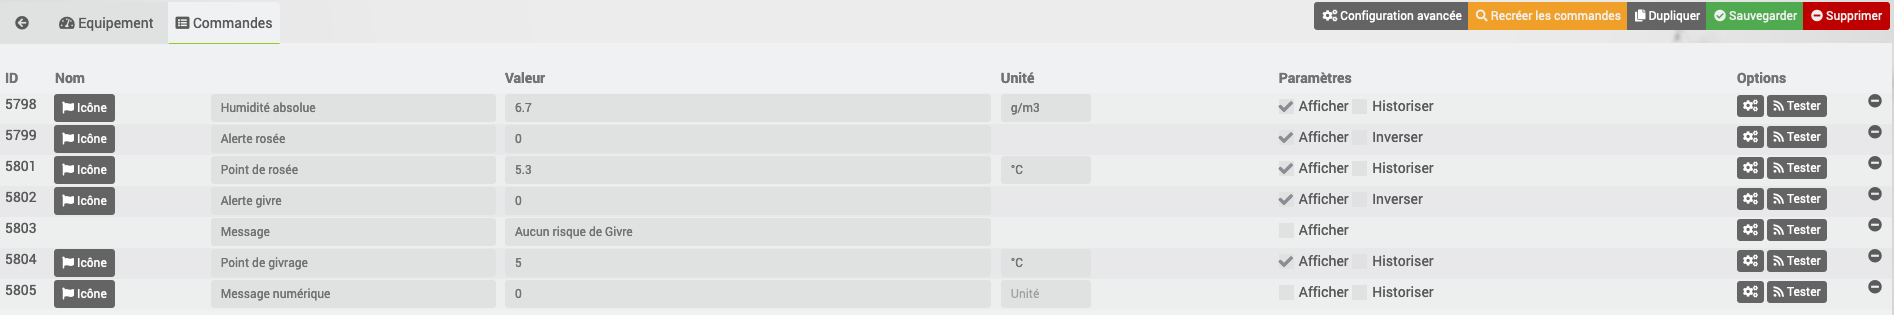 Equipement Commandes Configuration avancée Recréer les commandes Dupliquer Sauvegarder Supprimer
ID Nom Valeur Unité Paramètres Options
5798 Icône Humidité absolue 6.7 g/m3 Afficher Historiser Tester
5799 Icône Alerte rosée 0 Afficher Inverser Tester
5801 Icône Point de rosée 5.3 °C Afficher Historiser Tester
5802 Icône Alerte givre 0 Afficher Inverser Tester
5803 Message Aucun risque de Givre Afficher Tester
5804 Icône Point de givrage 5 °C Afficher Historiser Tester
5805 Icône Message numérique 0 Unité Afficher Historiser Tester